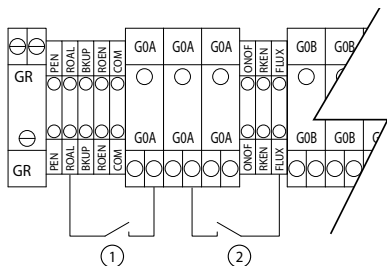 PEN ROAL BKUP ROEN COM G0A G0A G0A ONOF RKEN FLUX G0B G0B G
GR
G0A G0A G0A G0B G0B G
GR PEN ROAL BKUP ROEN COM ONOF RKEN FLUX
1 2